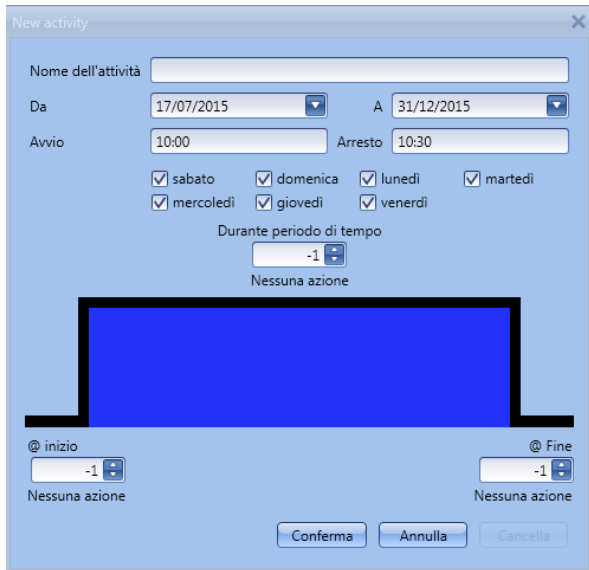 New activity
Nome dell'attività
Da 17/07/2015 A 31/12/2015
Avvio 10:00 Arresto 10:30
sabato domenica lunedì martedì
mercoledì giovedì venerdì
Durante periodo di tempo
-1
Nessuna azione
@ inizio @ Fine
-1 -1
Nessuna azione Nessuna azione
Conferma Annulla Cancella